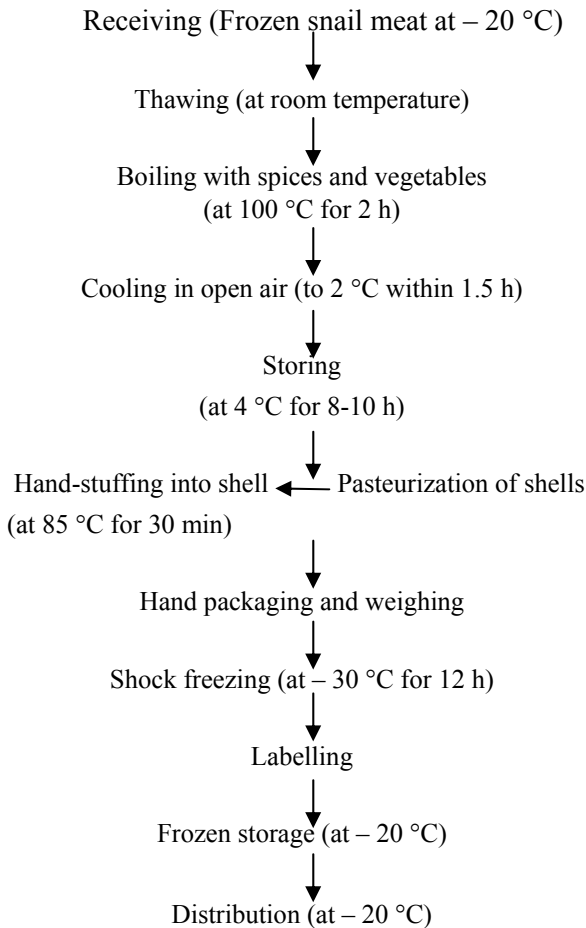 Receiving (Frozen snail meat at – 20 °C)
Thawing (at room temperature)
Boiling with spices and vegetables
(at 100 °C for 2 h)
Cooling in open air (to 2 °C within 1.5 h)
Storing
(at 4 °C for 8-10 h)
Hand-stuffing into shell Pasteurization of shells
(at 85 °C for 30 min)
Hand packaging and weighing
Shock freezing (at – 30 °C for 12 h)
Labelling
Frozen storage (at – 20 °C)
Distribution (at – 20 °C)